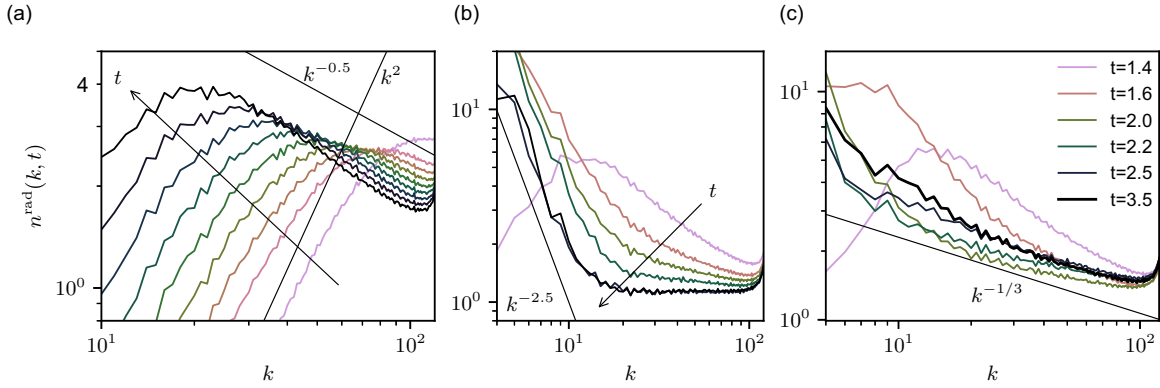 (a)
(b)
(c)
n^rad(k, t)
4
10^0
t
k^{-0.5}
k^2
10^1
10^2
k
10^1
10^0
t
k^{-2.5}
10^1
10^2
k
10^1
10^0
k^{-1/3}
t=1.4
t=1.6
t=2.0
t=2.2
t=2.5
t=3.5
10^1
10^2
k